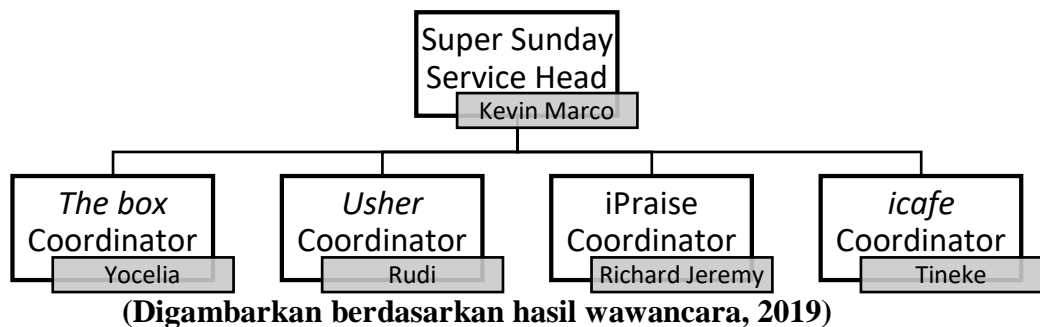 Super Sunday
Service Head
Kevin Marco
The box
Coordinator
Yocelia
Usher
Coordinator
Rudi
iPraise
Coordinator
Richard Jeremy
icafe
Coordinator
Tineke
(Digambarkan berdasarkan hasil wawancara, 2019)